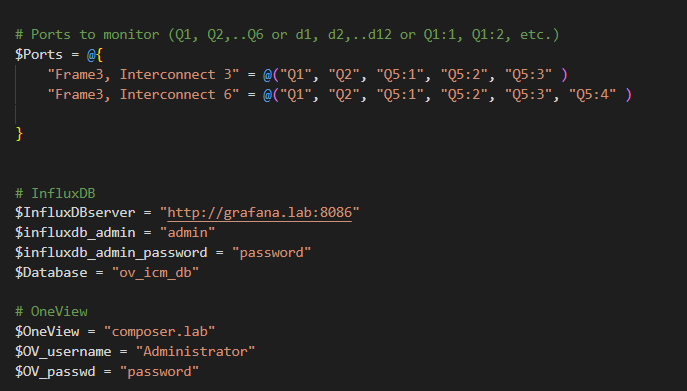 # Ports to monitor (Q1, Q2,..Q6 or d1, d2,..d12 or Q1:1, Q1:2, etc.)
$Ports = @{
"Frame3, Interconnect 3" = @("Q1", "Q2", "Q5:1", "Q5:2", "Q5:3" )
"Frame3, Interconnect 6" = @("Q1", "Q2", "Q5:1", "Q5:2", "Q5:3", "Q5:4" )
}
# InfluxDB
$InfluxDBserver = "http://grafana.lab:8086"
$influxdb_admin = "admin"
$influxdb_admin_password = "password"
$Database = "ov_icm_db"
# OneView
$OneView = "composer.lab"
$OV_username = "Administrator"
$OV_passwd = "password"